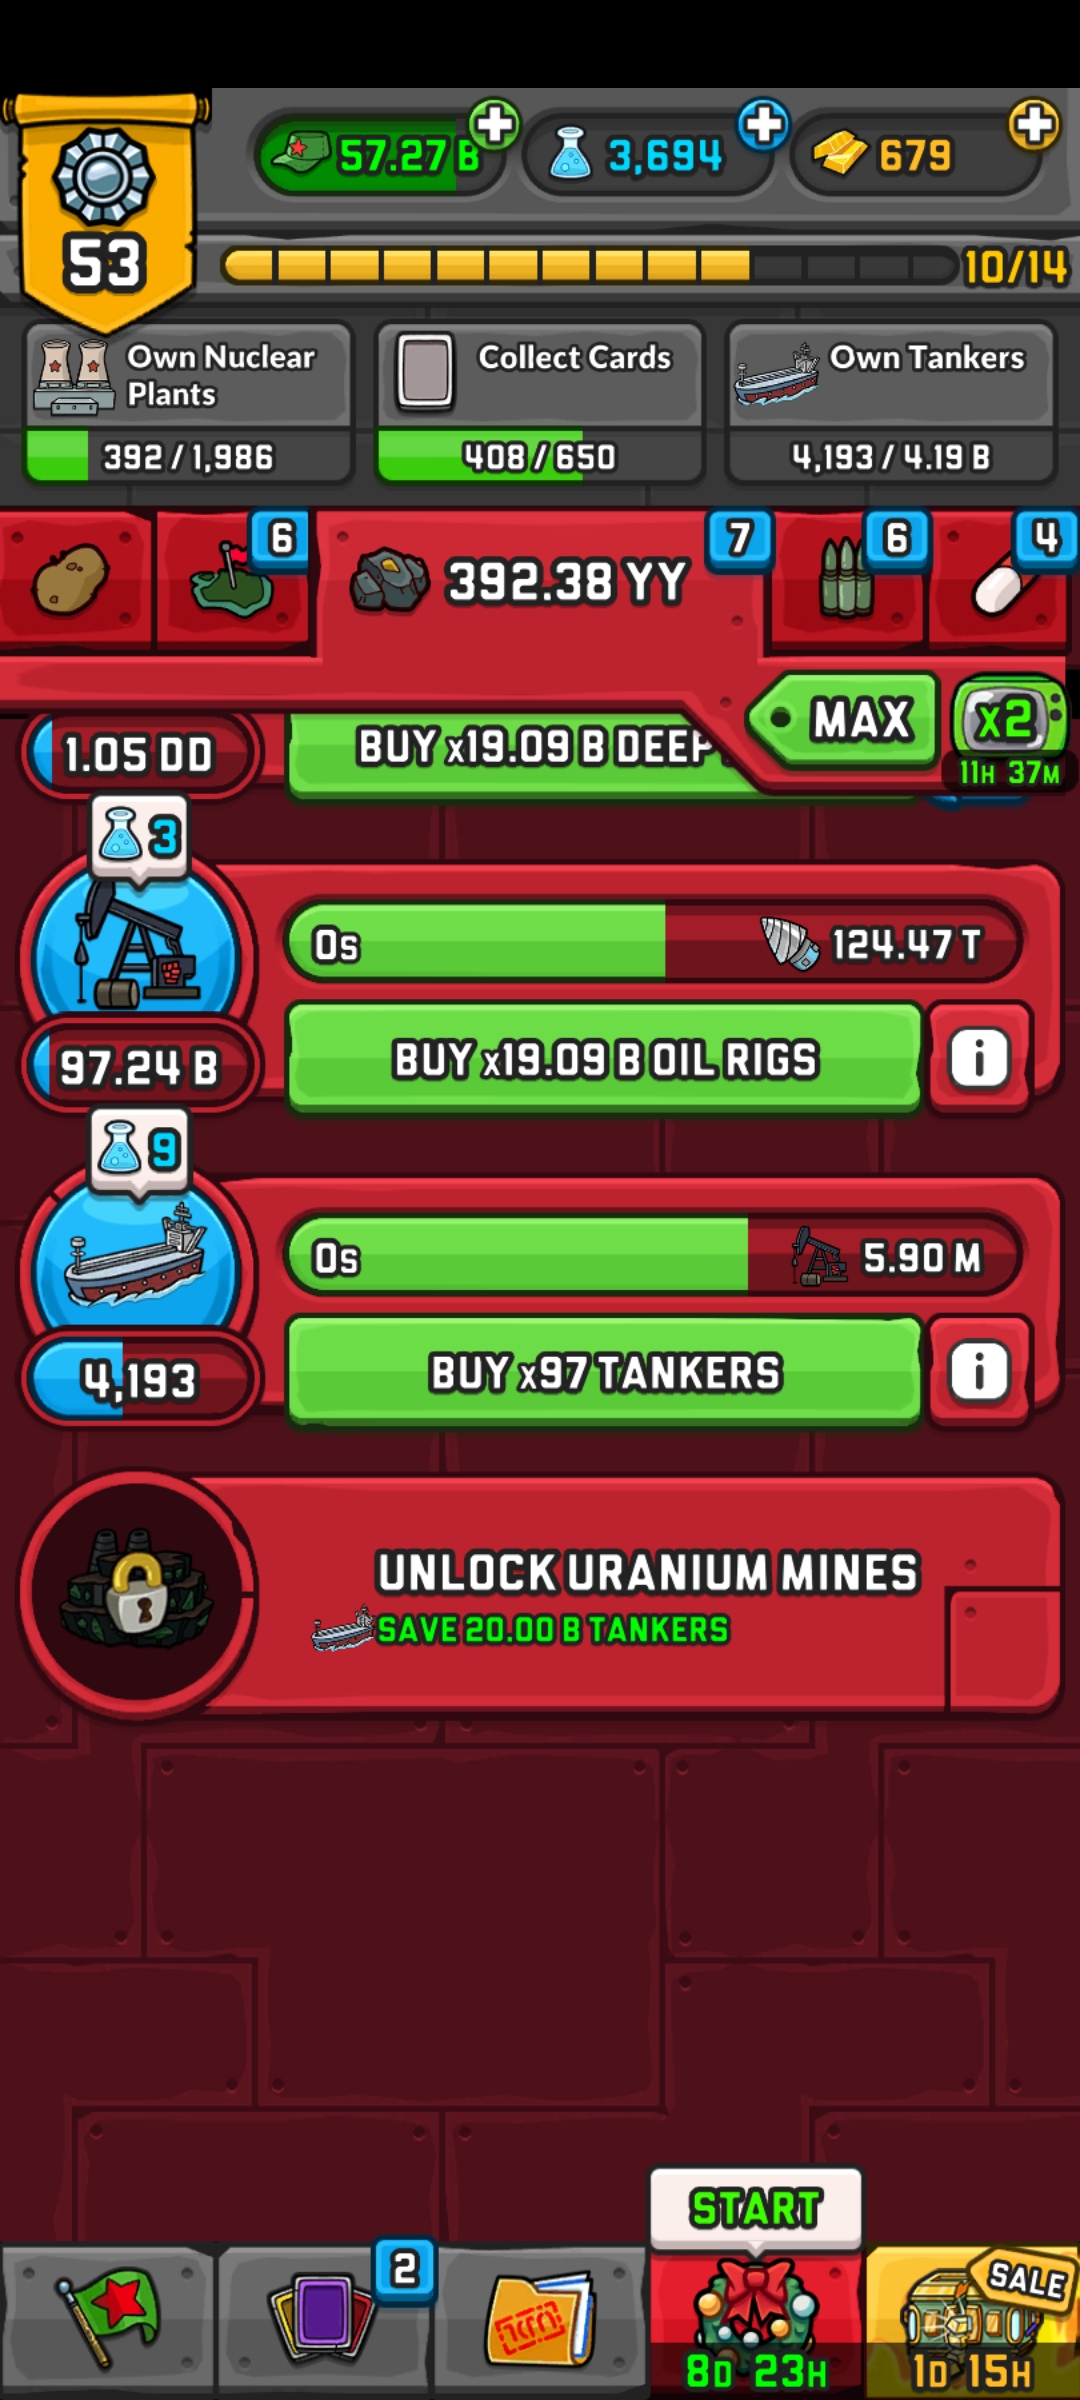 57.27 B
3,694
679
53
10/14
Own Nuclear
Plants
Collect Cards
Own Tankers
392 / 1,986
408 / 650
4,193 / 4.19 B
6
392.38 YY
7
6
4
MAX
x2
11H 37M
1.05 DD
BUY x19.09 B DEEP
3
0s
124.47 T
97.24 B
BUY x19.09 B OIL RIGS
i
9
0s
5.90 M
4,193
BUY x97 TANKERS
i
UNLOCK URANIUM MINES
SAVE 20.00 B TANKERS
START
2
SALE
8D 23H
1D 15H